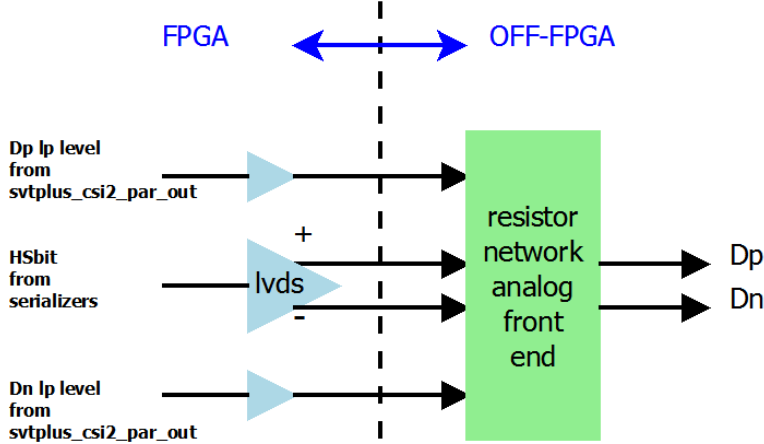 FPGA
OFF-FPGA
Dp lp level
from
svtplus_csi2_par_out
HSbit
from
serializers
+
lvds
-
Dn lp level
from
svtplus_csi2_par_out
resistor
network
analog
front
end
Dp
Dn